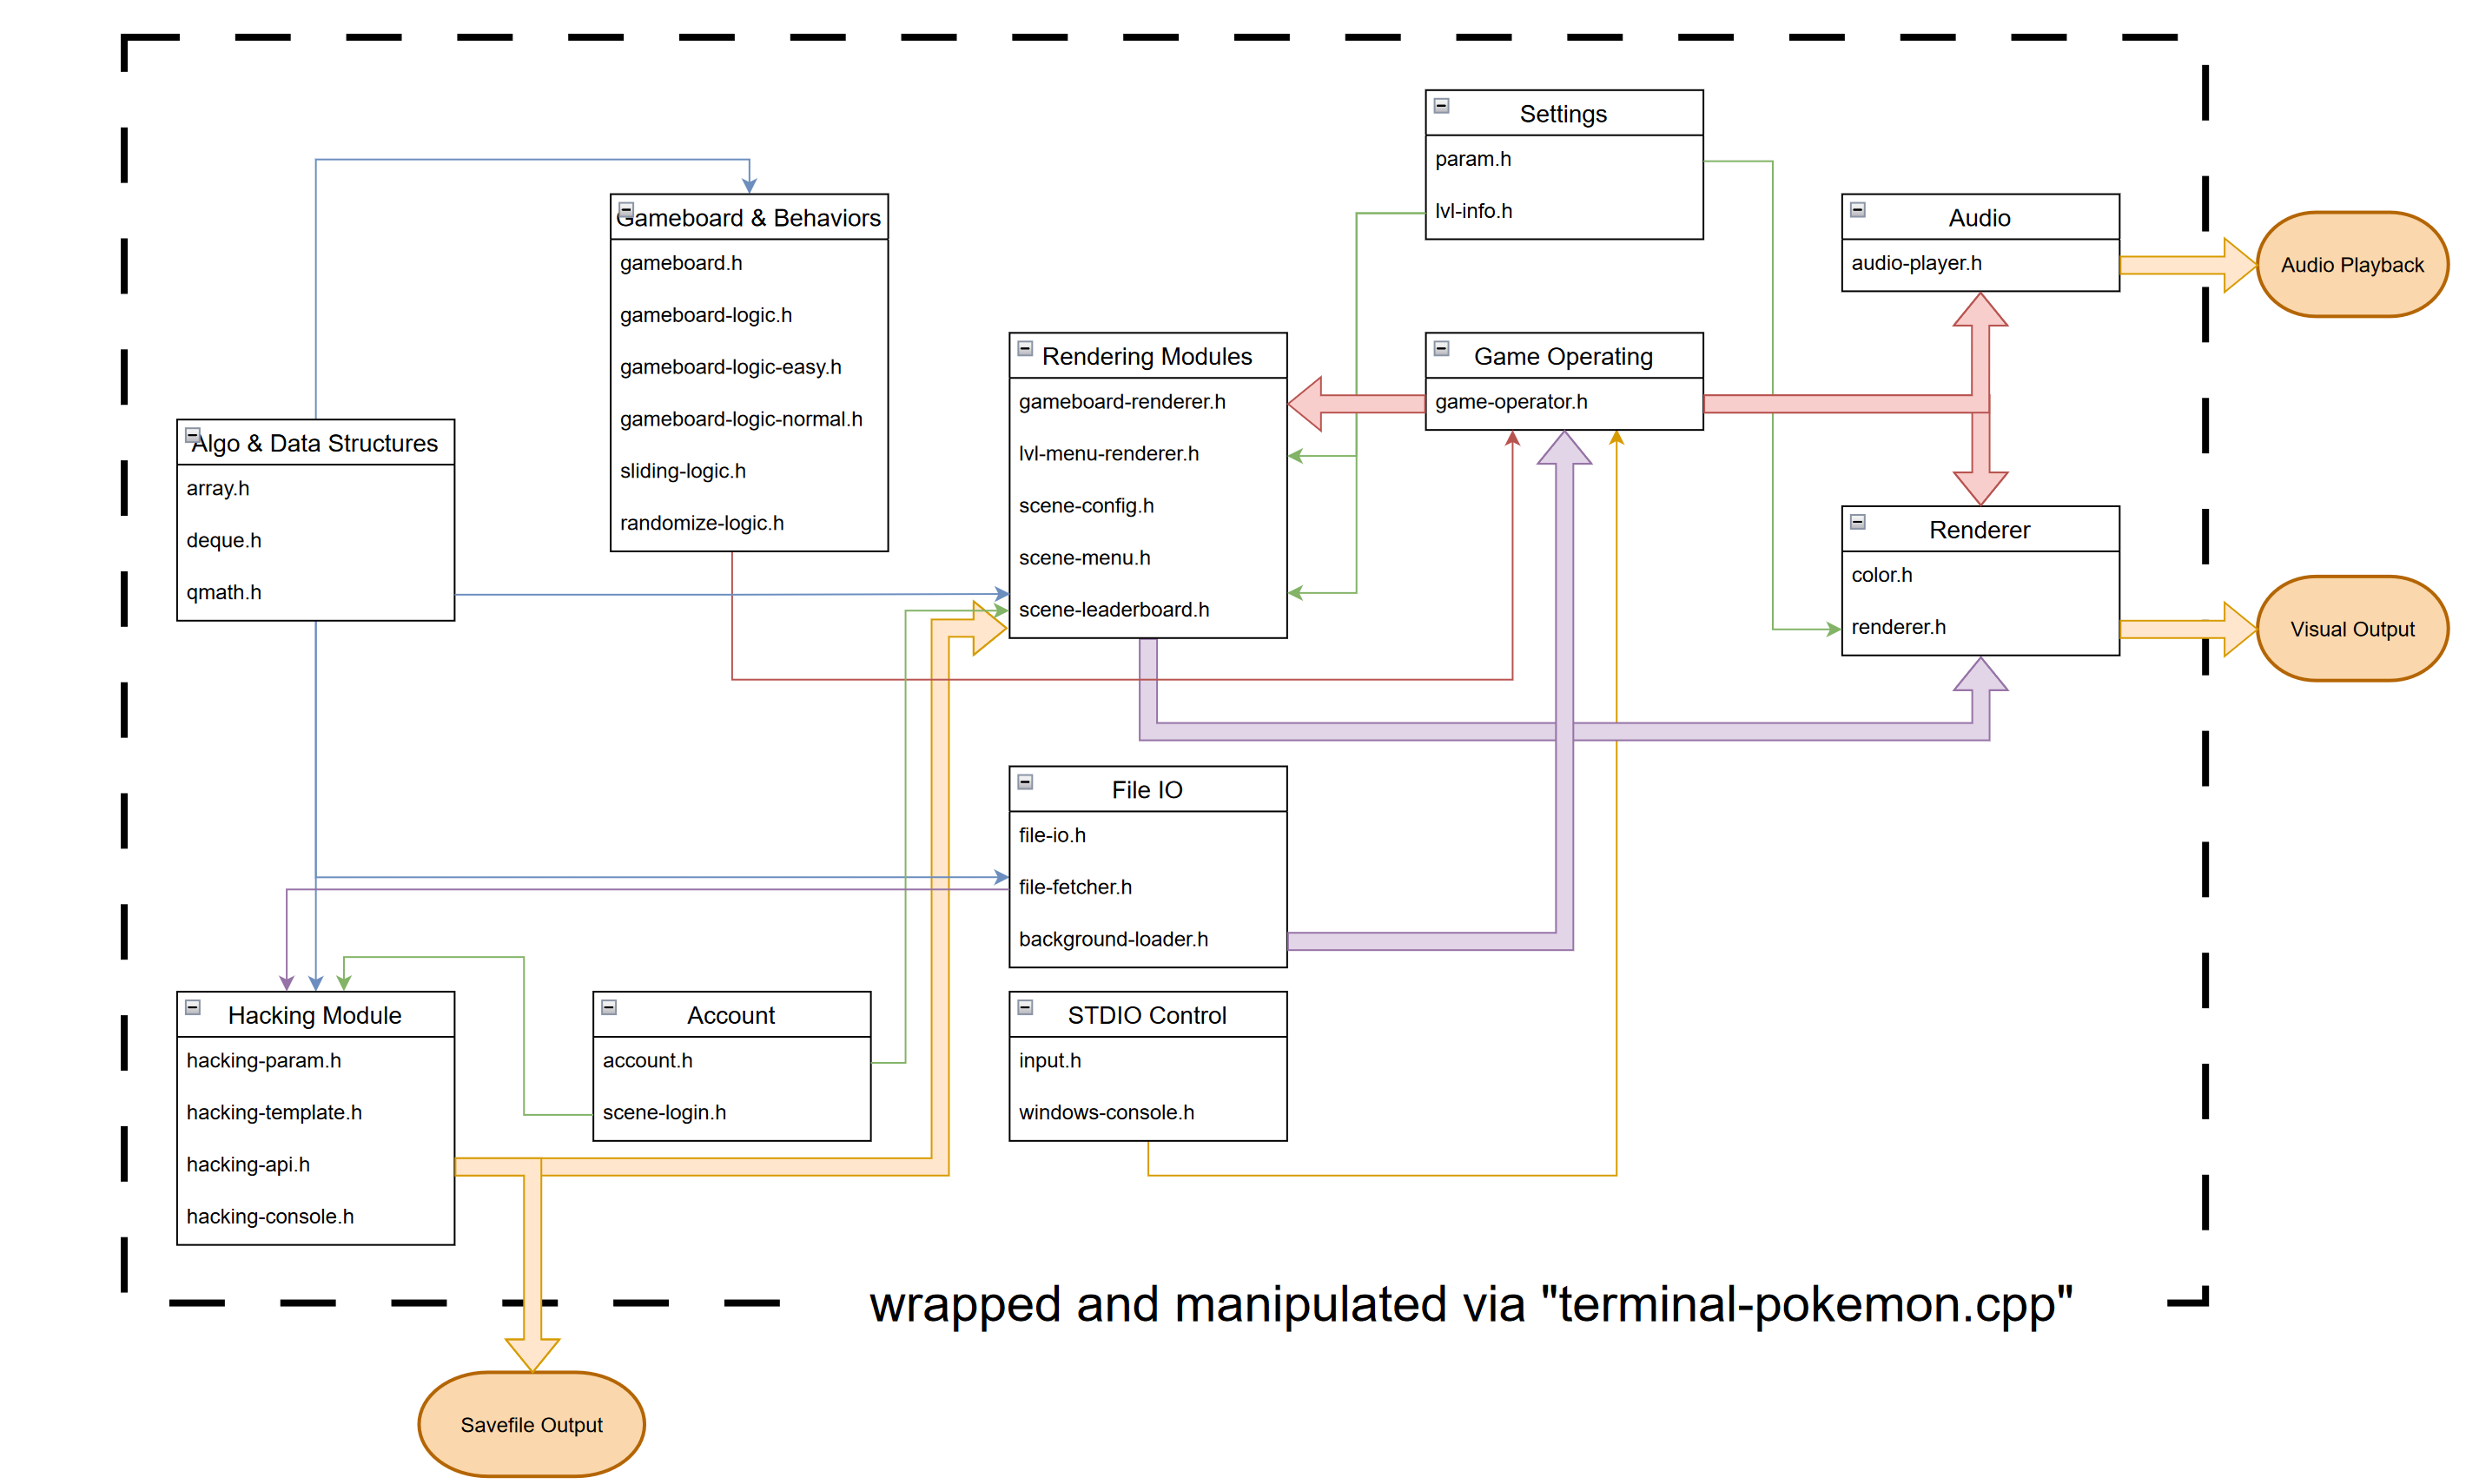 Settings
param.h
lvl-info.h
Gameboard & Behaviors
gameboard.h
gameboard-logic.h
gameboard-logic-easy.h
gameboard-logic-normal.h
sliding-logic.h
randomize-logic.h
Audio
audio-player.h
Audio Playback
Rendering Modules
gameboard-renderer.h
lvl-menu-renderer.h
scene-config.h
scene-menu.h
scene-leaderboard.h
Game Operating
game-operator.h
Algo & Data Structures
array.h
deque.h
qmath.h
Renderer
color.h
renderer.h
Visual Output
File IO
file-io.h
file-fetcher.h
background-loader.h
Hacking Module
hacking-param.h
hacking-template.h
hacking-api.h
hacking-console.h
Account
account.h
scene-login.h
STDIO Control
input.h
windows-console.h
wrapped and manipulated via "terminal-pokemon.cpp"
Savefile Output